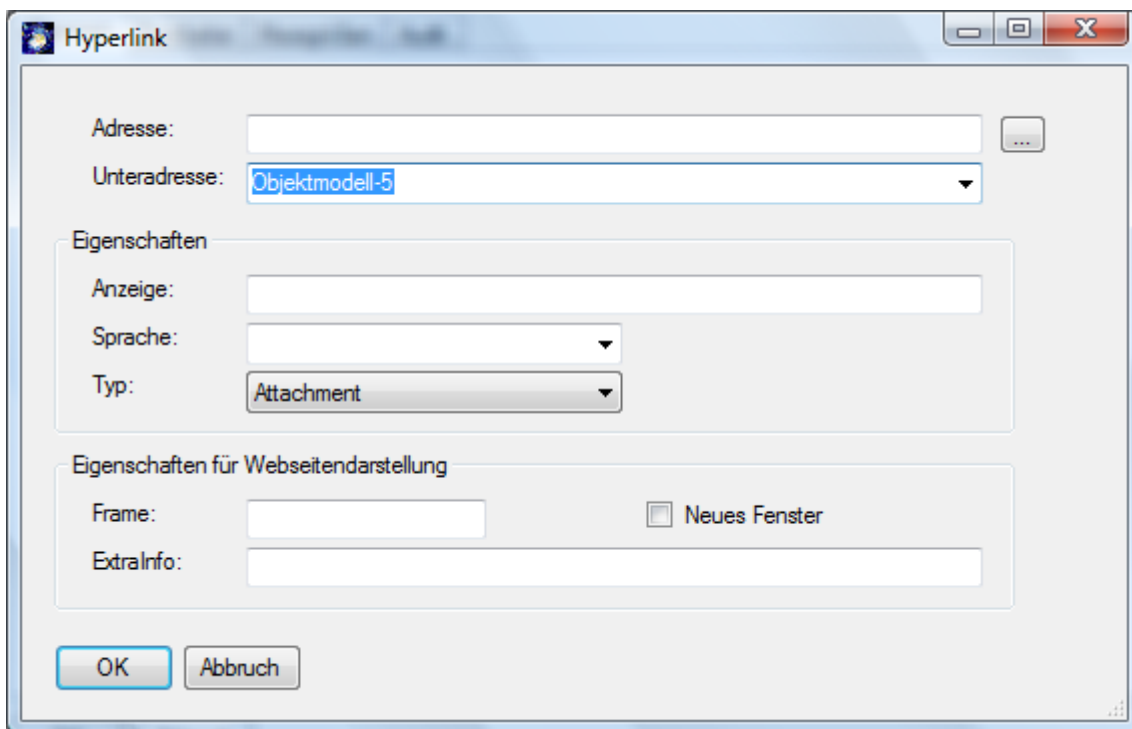 Hyperlink
Adresse:
...
Unteradresse: Objektmodell-5
Eigenschaften
Anzeige:
Sprache:
Typ: Attachment
Eigenschaften für Webseitendarstellung
Frame: Neues Fenster
ExtraInfo:
OK Abbruch